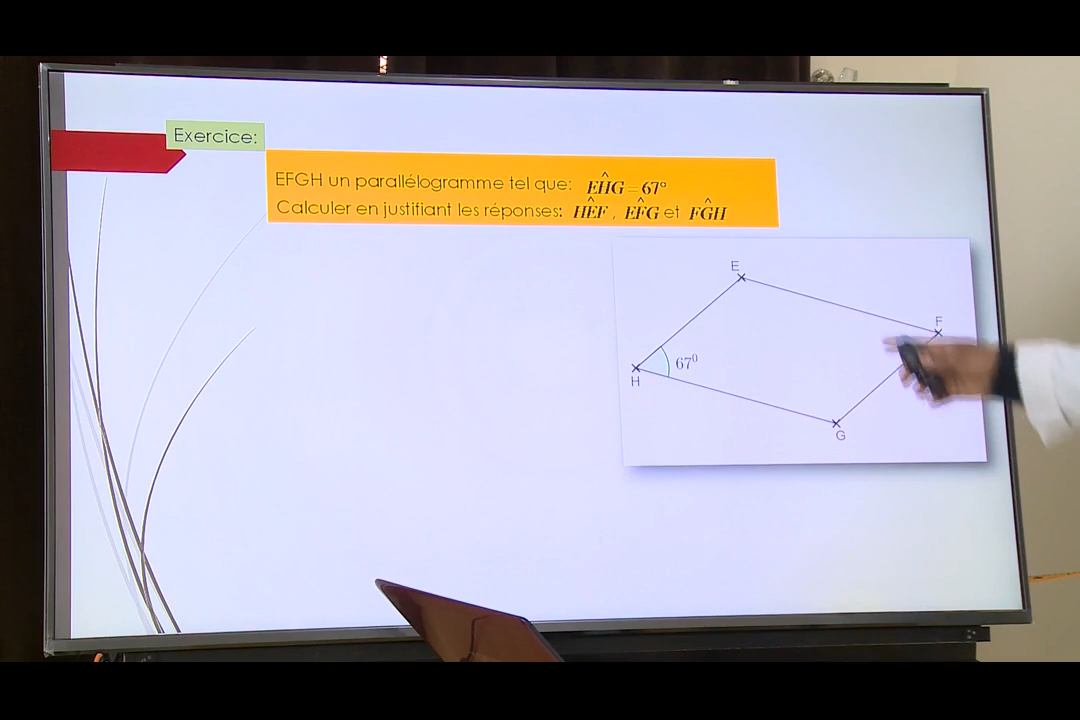 Exercice:
EFGH un parallélogramme tel que: EĤG = 67°
Calculer en justifiant les réponses: HÊF , EF̂G et FĜH
E
F
67⁰
H
G